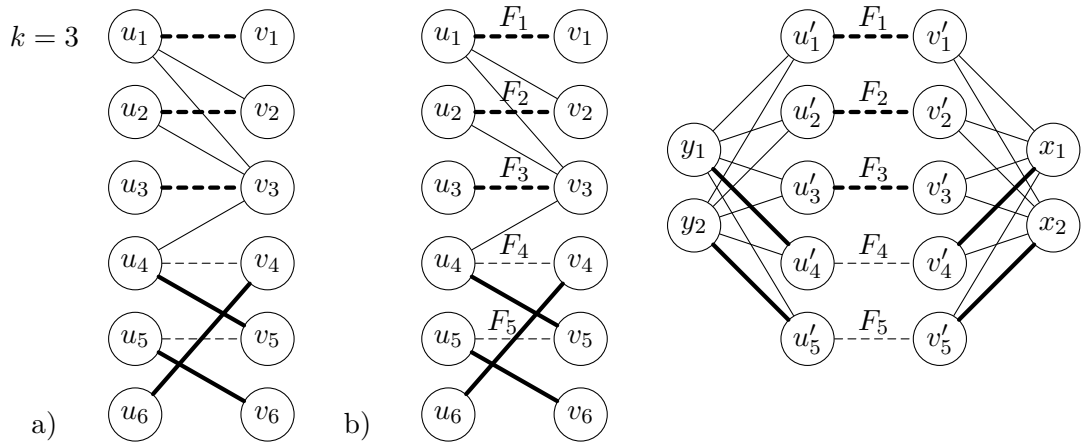 k = 3 u₁ v₁ u₁ F₁ v₁ u′₁ F₁ v′₁
u₂ v₂ u₂ F₂ v₂ u′₂ F₂ v′₂
y₁ x₁
u₃ v₃ u₃ F₃ v₃ u′₃ F₃ v′₃
y₂ x₂
u₄ v₄ u₄ F₄ v₄ u′₄ F₄ v′₄
u₅ v₅ u₅ F₅ v₅ u′₅ F₅ v′₅
a) u₆ v₆ b) u₆ v₆